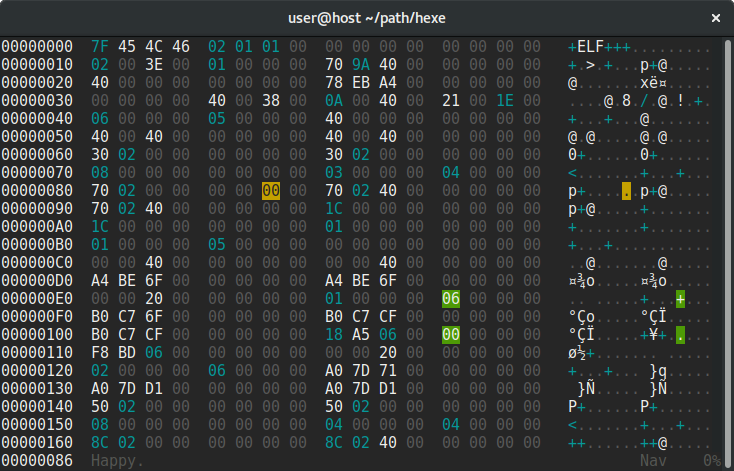 user@host ~/path/hexe
00000000 7F 45 4C 46 02 01 01 00 00 00 00 00 00 00 00 00 +ELF+++.........
00000010 02 00 3E 00 01 00 00 00 70 9A 40 00 00 00 00 00 +.>.+...p+@.....
00000020 40 00 00 00 00 00 00 00 78 EB A4 00 00 00 00 00 @.......xë¤.....
00000030 00 00 00 00 40 00 38 00 0A 00 40 00 21 00 1E 00 ....@.8/.@.!.+.
00000040 06 00 00 00 05 00 00 00 40 00 00 00 00 00 00 00 +...+...@.......
00000050 40 00 40 00 00 00 00 00 40 00 40 00 00 00 00 00 @.@.....@.@.....
00000060 30 02 00 00 00 00 00 00 30 02 00 00 00 00 00 00 0+......0+......
00000070 08 00 00 00 00 00 00 00 03 00 00 00 04 00 00 00 <.......+...+...
00000080 70 02 00 00 00 00 00 00 70 02 40 00 00 00 00 00 p+......p+@.....
00000090 70 02 40 00 00 00 00 00 1C 00 00 00 00 00 00 00 p+@.....+.......
000000A0 1C 00 00 00 00 00 00 00 01 00 00 00 00 00 00 00 +.......+.......
000000B0 01 00 00 00 05 00 00 00 00 00 00 00 00 00 00 00 +...+...........
000000C0 00 00 40 00 00 00 00 00 00 00 40 00 00 00 00 00 ..@.......@.....
000000D0 A4 BE 6F 00 00 00 00 00 A4 BE 6F 00 00 00 00 00 ¤¾o.....¤¾o.....
000000E0 00 00 20 00 00 00 00 00 01 00 00 00 06 00 00 00 .. .....+...+...
000000F0 B0 C7 6F 00 00 00 00 00 B0 C7 CF 00 00 00 00 00 °Ço.....°ÇÏ.....
00000100 B0 C7 CF 00 00 00 00 00 18 A5 06 00 00 00 00 00 °ÇÏ.....+¥+.....
00000110 F8 BD 06 00 00 00 00 00 00 00 20 00 00 00 00 00 ø½+....... .....
00000120 02 00 00 00 06 00 00 00 A0 7D 71 00 00 00 00 00 +...+... }q.....
00000130 A0 7D D1 00 00 00 00 00 A0 7D D1 00 00 00 00 00  }Ñ..... }Ñ.....
00000140 50 02 00 00 00 00 00 00 50 02 00 00 00 00 00 00 P+......P+......
00000150 08 00 00 00 00 00 00 00 04 00 00 00 04 00 00 00 <.......+...+...
00000160 8C 02 00 00 00 00 00 00 8C 02 40 00 00 00 00 00 ++......++@.....
00000086 Happy. Nav 0%